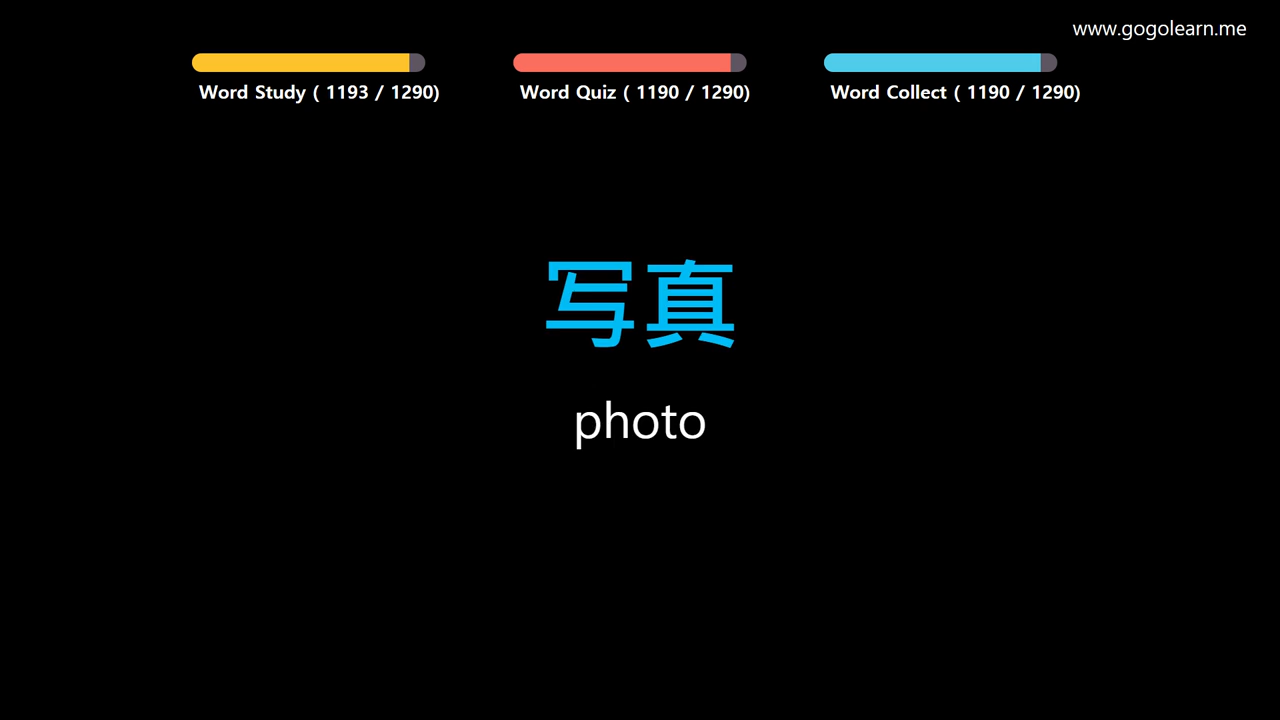 www.gogolearn.me
Word Study ( 1193 / 1290)
Word Quiz ( 1190 / 1290)
Word Collect ( 1190 / 1290)
写真
photo